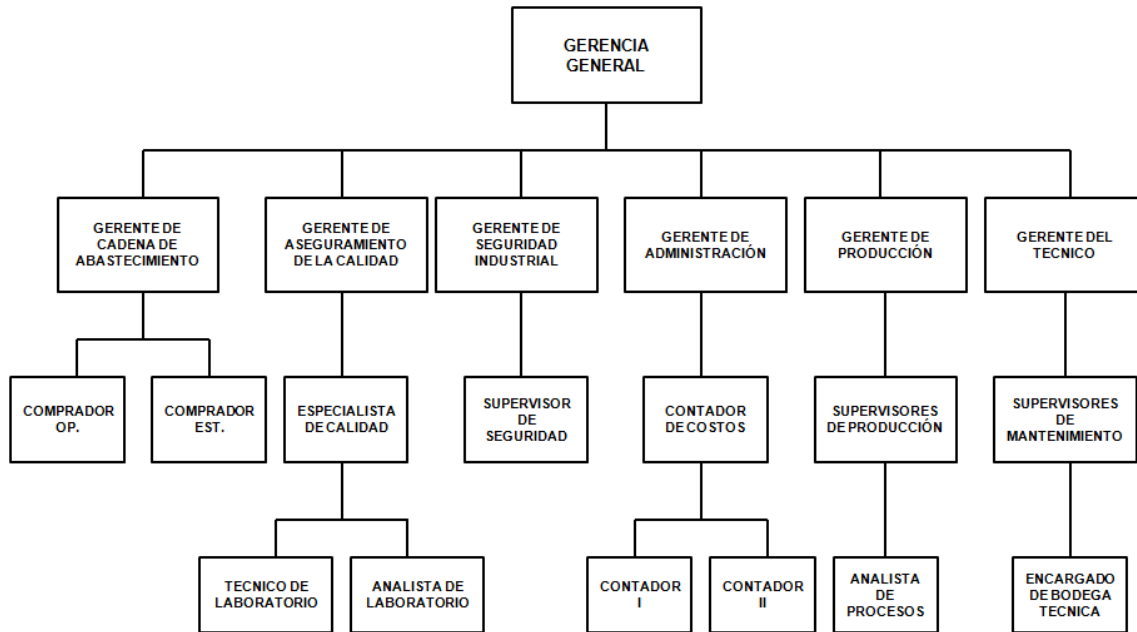 GERENCIA
GENERAL
GERENTE DE
CADENA DE
ABASTECIMIENTO
GERENTE DE
ASEGURAMIENTO
DE LA CALIDAD
GERENTE DE
SEGURIDAD
INDUSTRIAL
GERENTE DE
ADMINISTRACIÓN
GERENTE DE
PRODUCCIÓN
GERENTE DEL
TECNICO
COMPRADOR
OP.
COMPRADOR
EST.
ESPECIALISTA
DE CALIDAD
SUPERVISOR
DE
SEGURIDAD
CONTADOR
DE COSTOS
SUPERVISORES
DE PRODUCCIÓN
SUPERVISORES
DE
MANTENIMIENTO
TECNICO DE
LABORATORIO
ANALISTA DE
LABORATORIO
CONTADOR
I
CONTADOR
II
ANALISTA
DE
PROCESOS
ENCARGADO
DE BODEGA
TECNICA